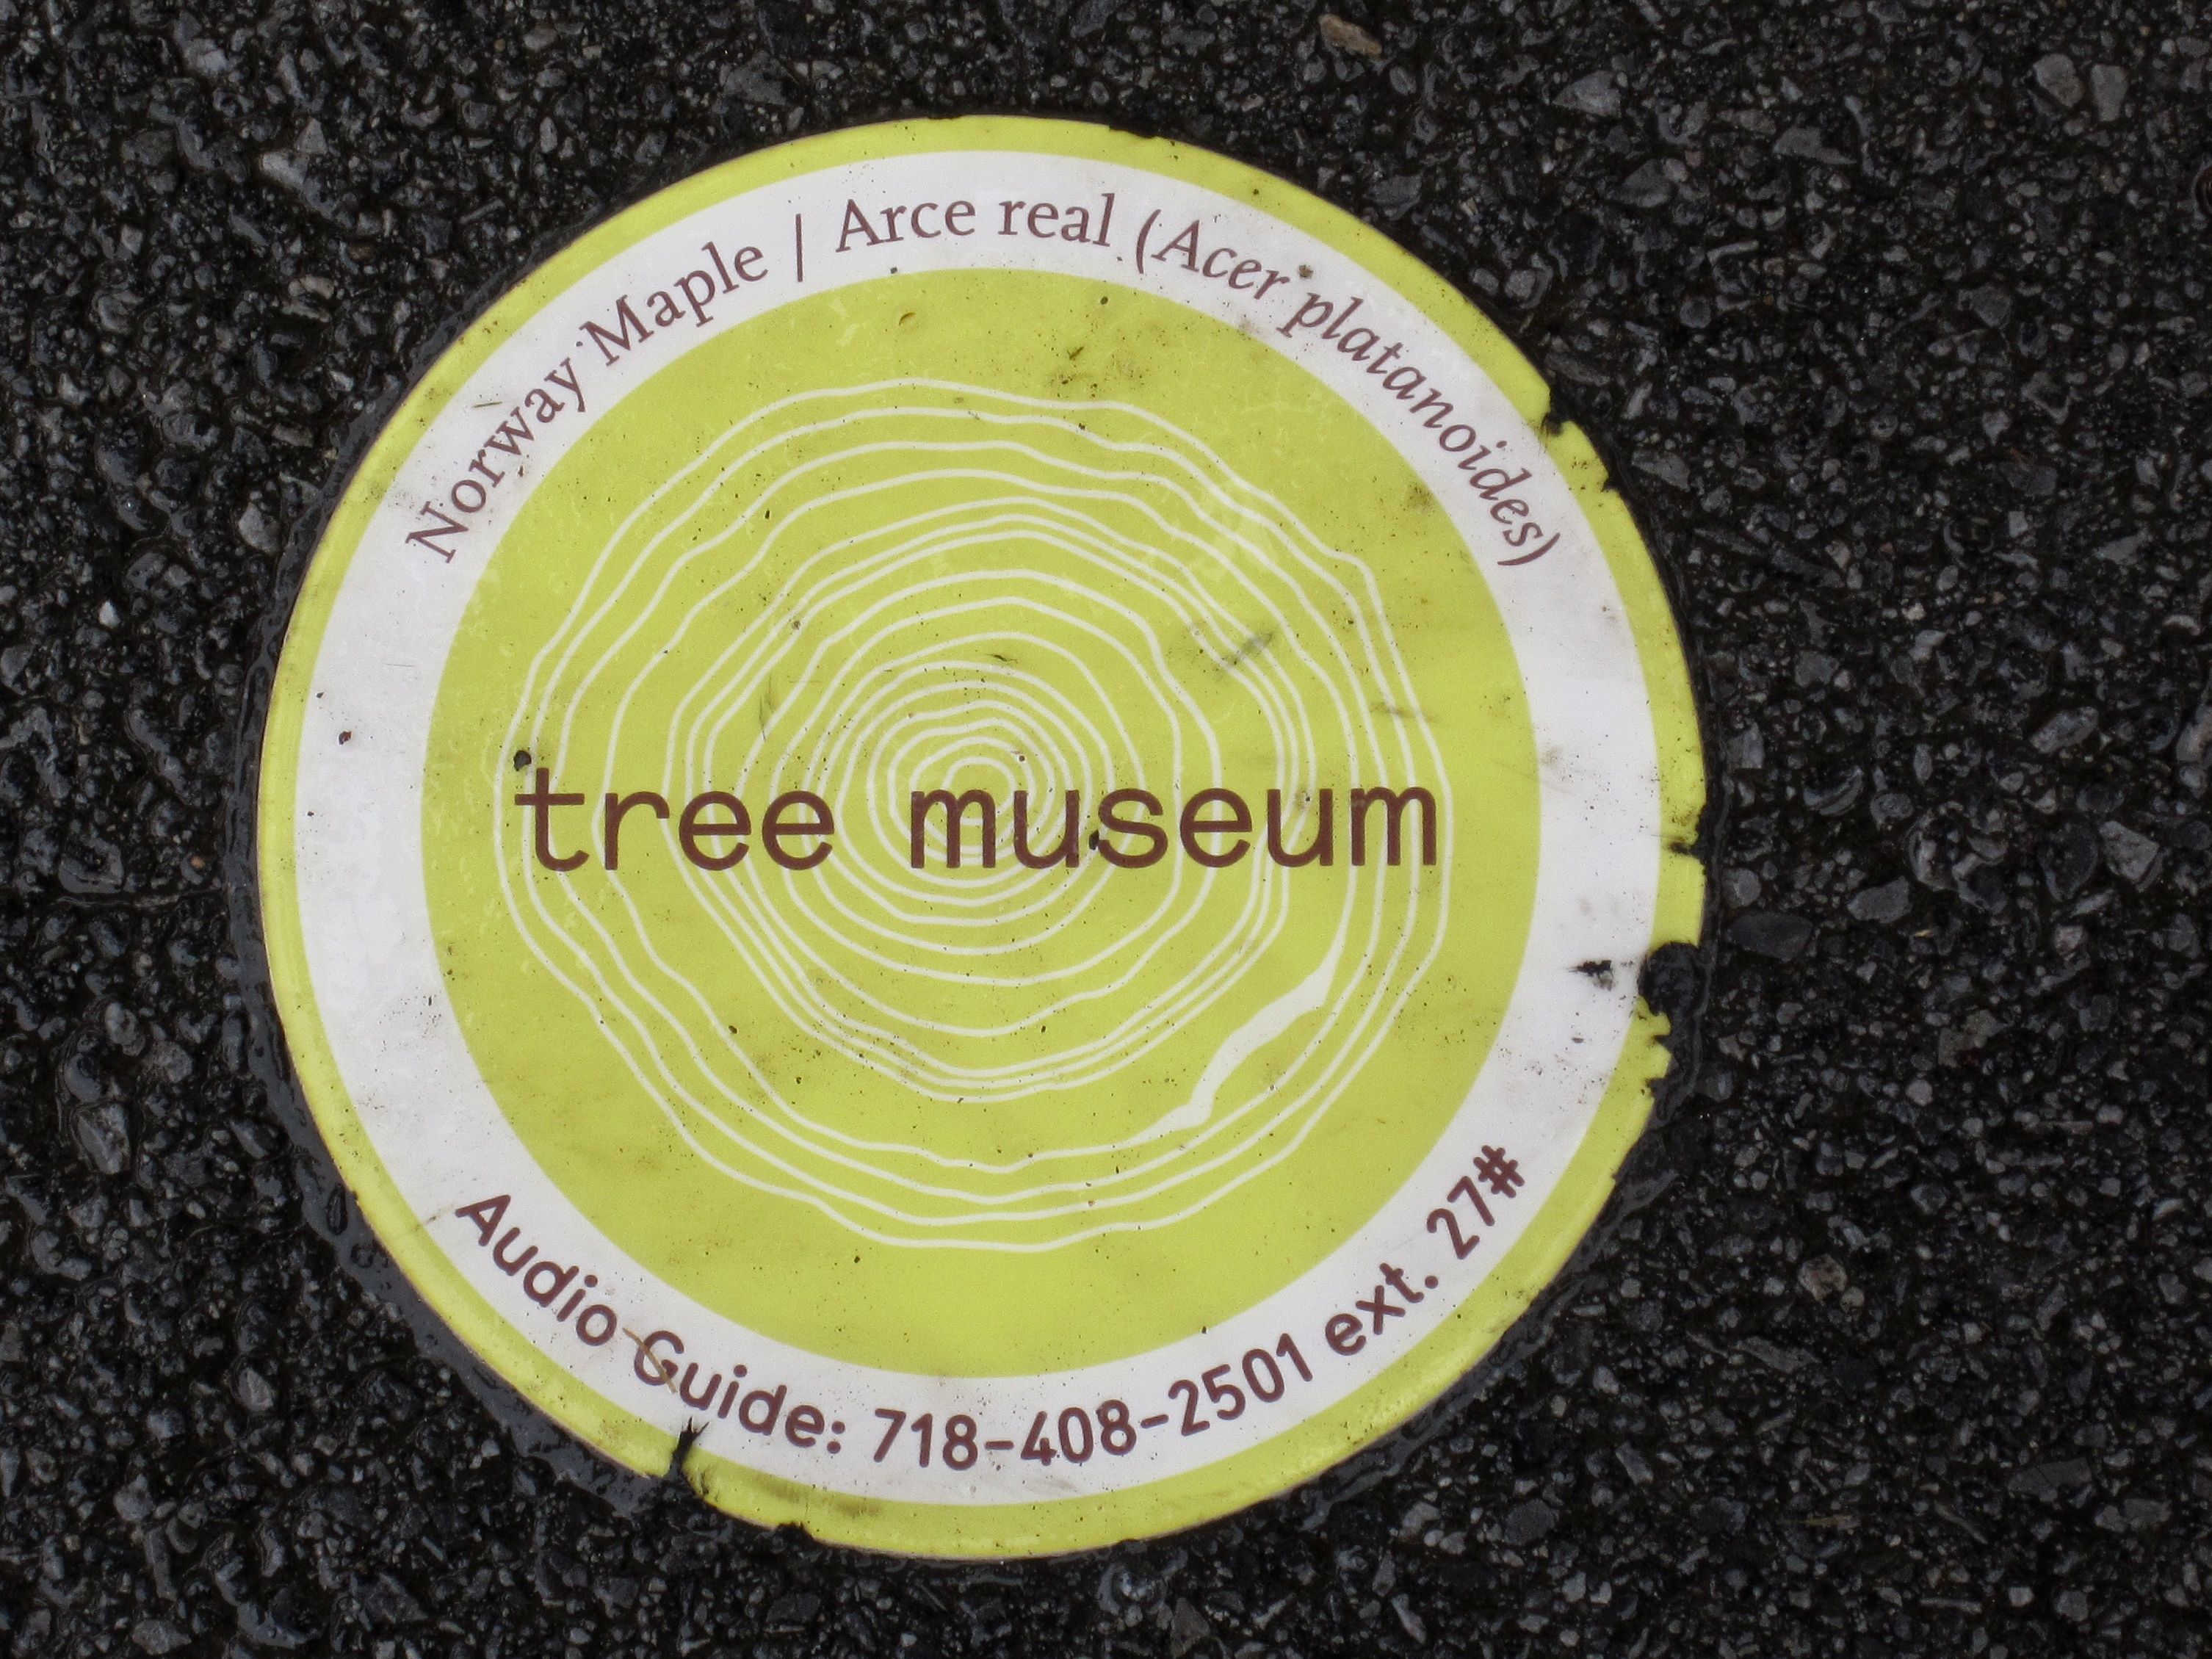 Norway Maple / Arce real (Acer platanoides)
tree museum
Audio Guide: 718-408-2501 ext. 27#